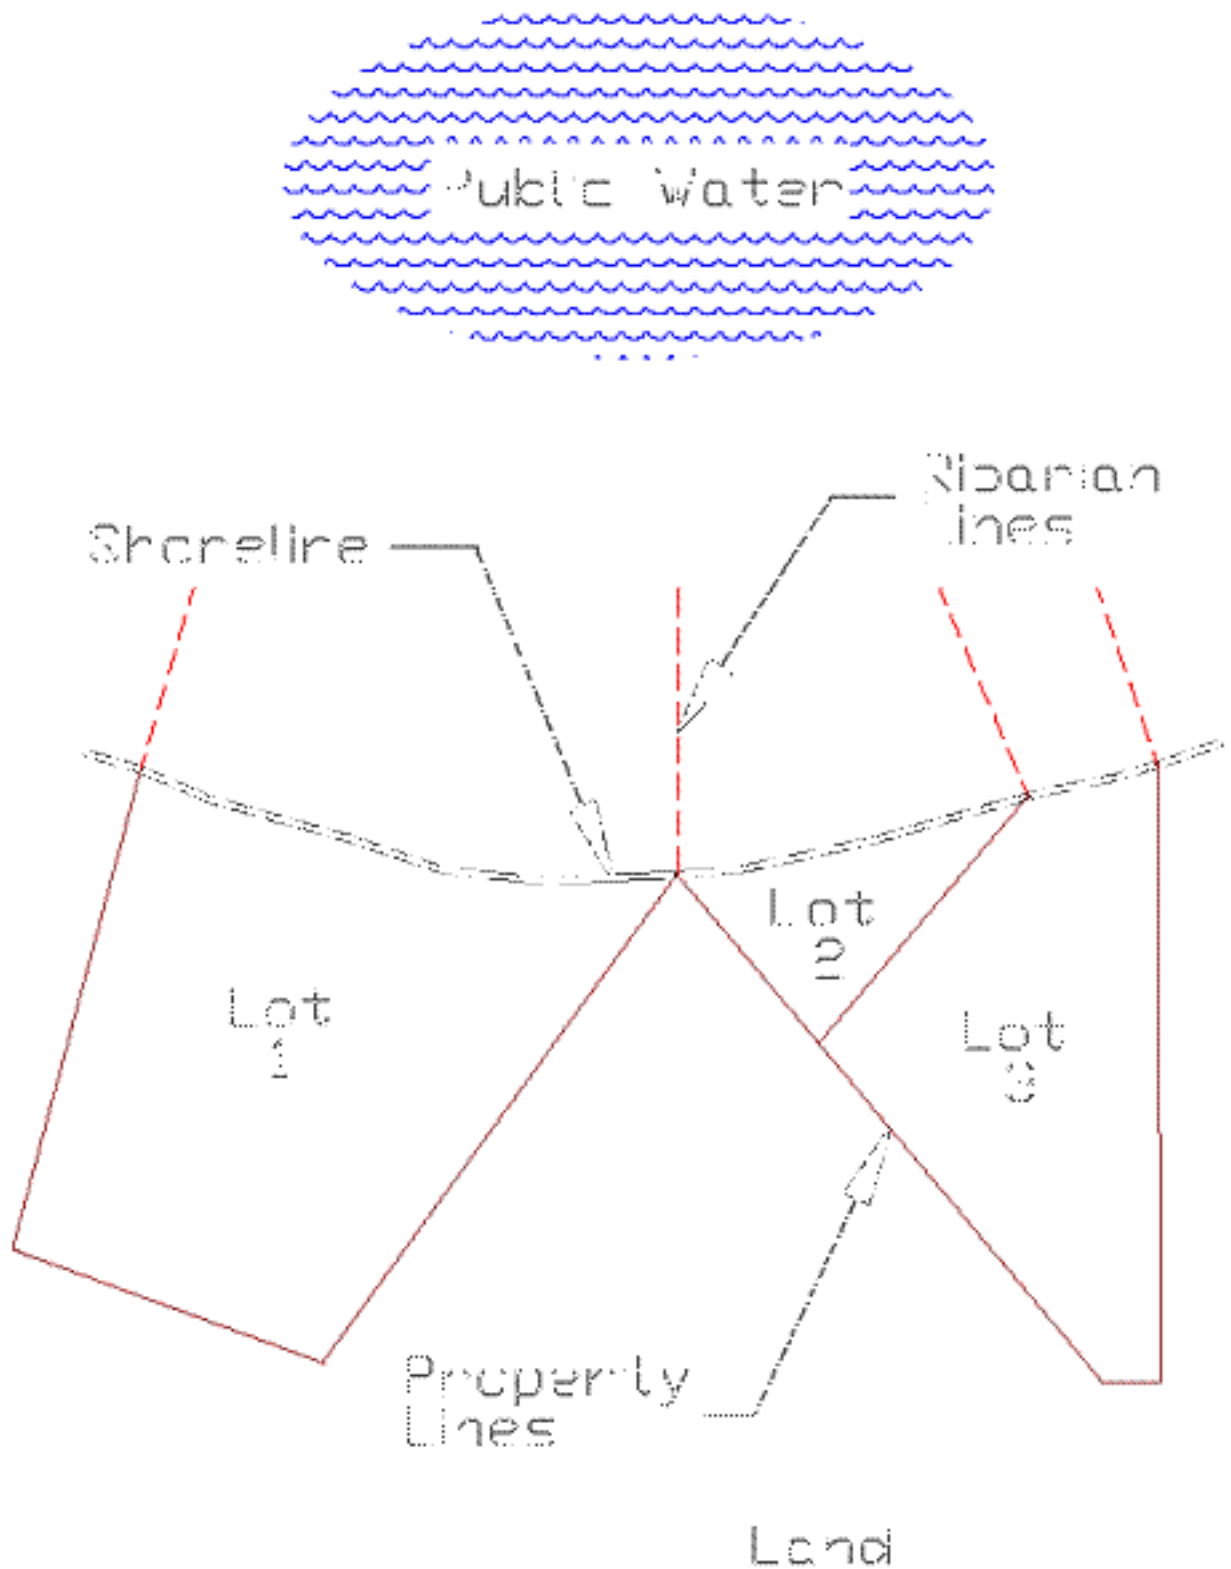 Public Water
Riparian
Lines
Shoreline
Lot
2
Lot
1
Lot
3
Property
Lines
Land